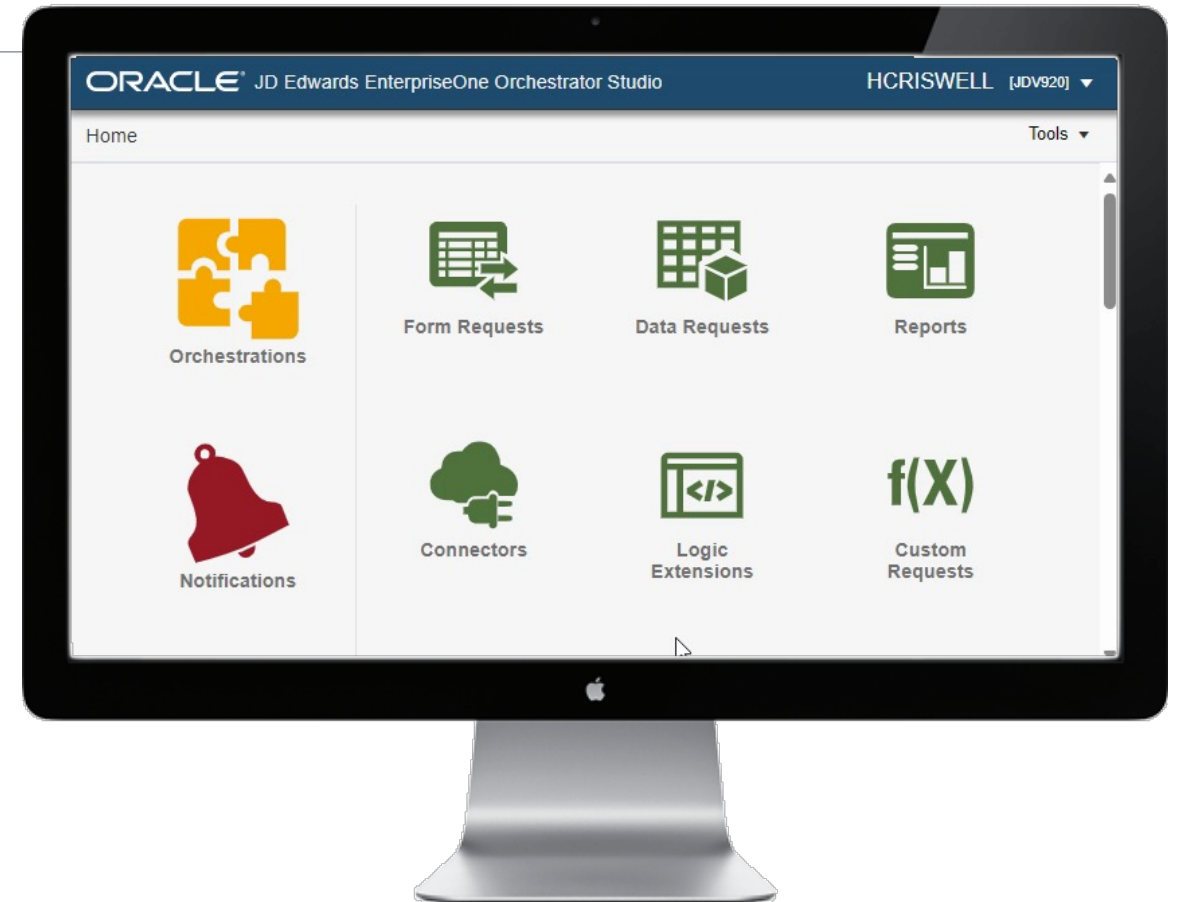 ORACLE® JD Edwards EnterpriseOne Orchestrator Studio HCRISWELL [JDV920]
Home Tools
Orchestrations
Form Requests
Data Requests
Reports
Notifications
Connectors
</>
Logic
Extensions
f(X)
Custom
Requests